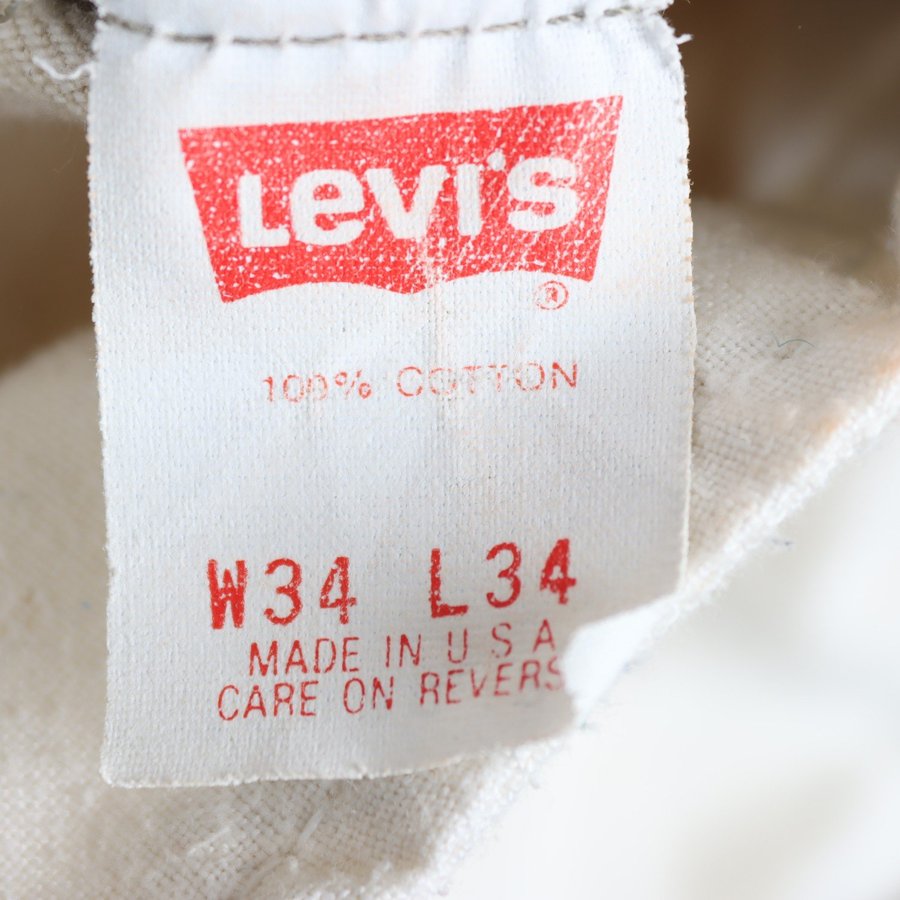 Levi's
®
100% COTTON
W34 L34
MADE IN U S A
CARE ON REVERS